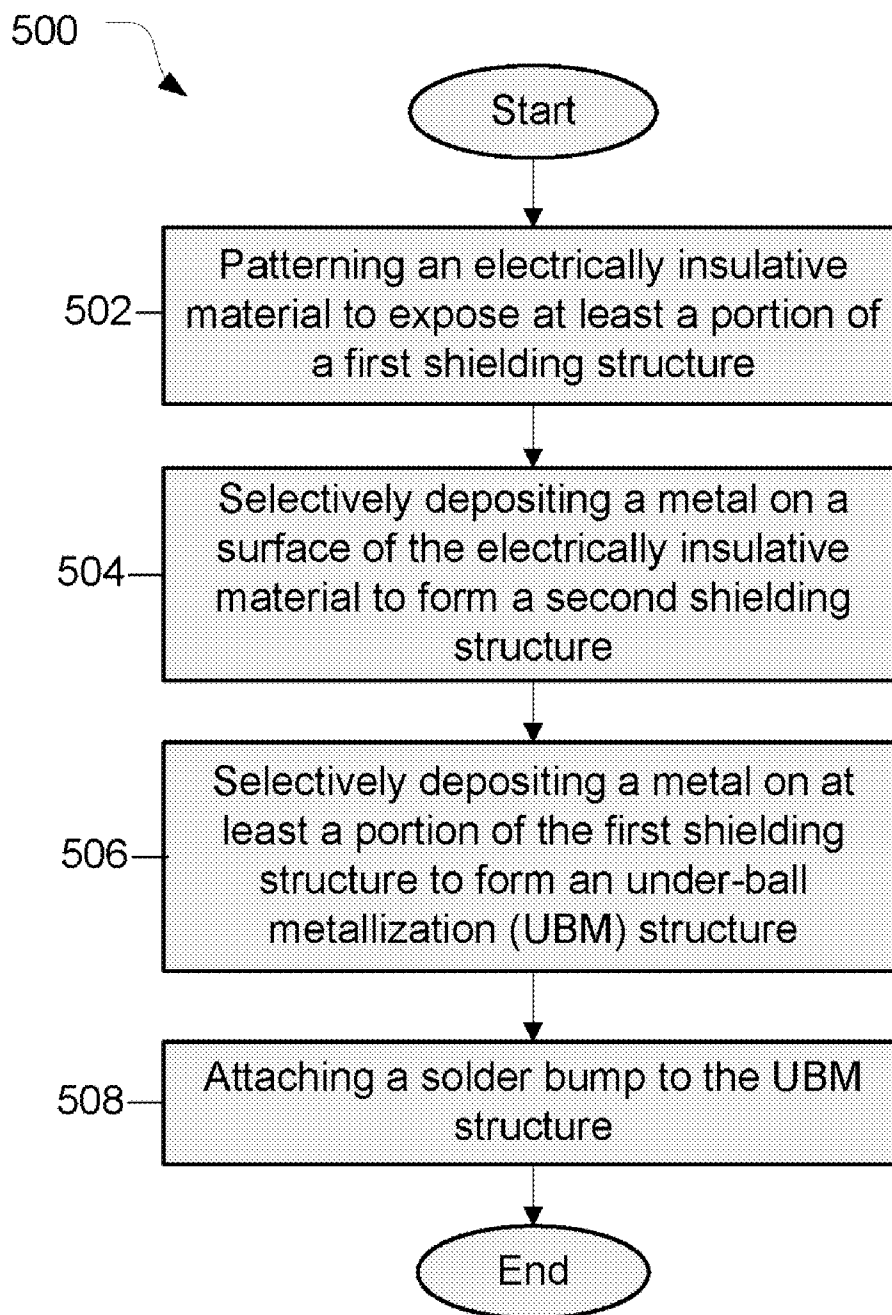 500
Start
502
Patterning an electrically insulative
material to expose at least a portion of
a first shielding structure
504
Selectively depositing a metal on a
surface of the electrically insulative
material to form a second shielding
structure
506
Selectively depositing a metal on at
least a portion of the first shielding
structure to form an under-ball
metallization (UBM) structure
508
Attaching a solder bump to the UBM
structure
End